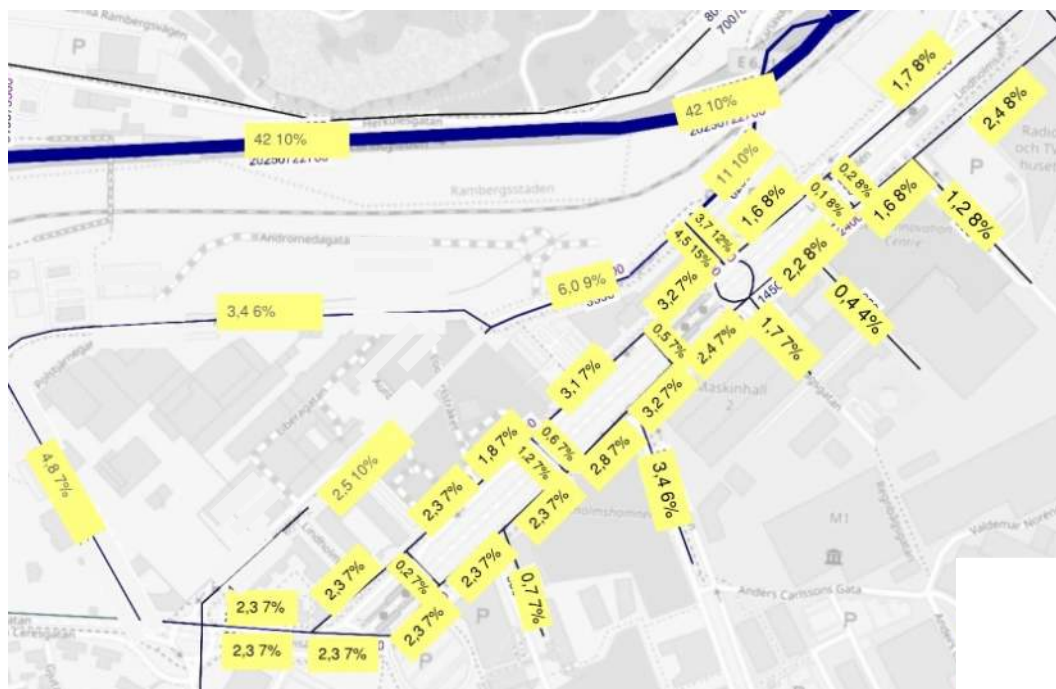 Rambergsvägen
P
42 10%
Herkulesgatan
42 10%
E 6
1,7 8%
2,4 8%
Radio
och TV-
huset
P
11 10%
Rambergsstaden
0,2 8%
0,1 8%
1,6 8%
1,6 8%
1,2 8%
3,7 12%
4,5 15%
Andromedagatan
2,2 8%
6,0 9%
3,2 7%
0,4 4%
1450
3,4 6%
0,5 7%
2,4 7%
1,7 7%
Polstjärnegatan
3,1 7%
3,2 7%
Maskinhall
2
0,6 7%
1,8 7%
2,8 7%
1,2 7%
4,8 7%
2,5 10%
3,4 6%
2,3 7%
2,3 7%
M1
Regnbågsgatan
Valdemar Noren
2,3 7%
0,2 7%
2,3 7%
0,7 7%
Anders Carlssons Gata
2,3 7%
2,3 7%
P
2,3 7%
2,3 7%
P